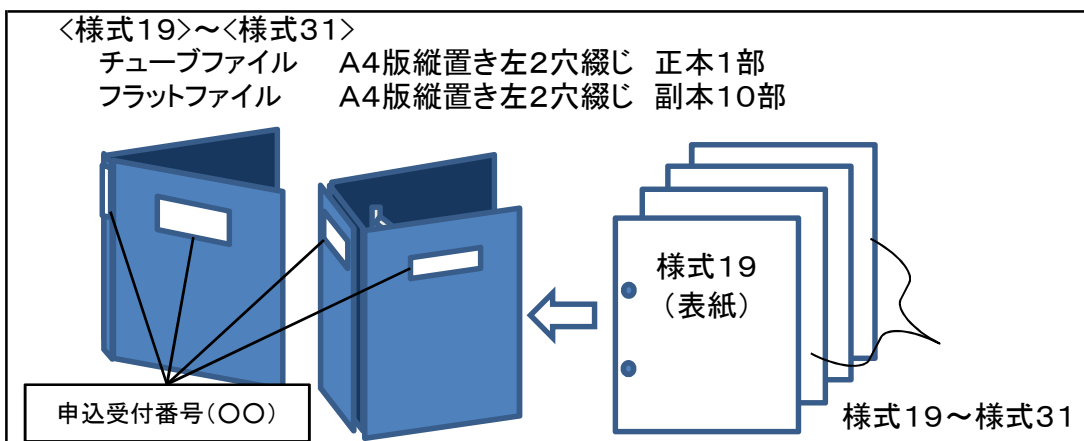 <様式19>~<様式31>
チューブファイル A4版縦置き左2穴綴じ 正本1部
フラットファイル A4版縦置き左2穴綴じ 副本10部
様式19
(表紙)
申込受付番号(○○)
様式19~様式31